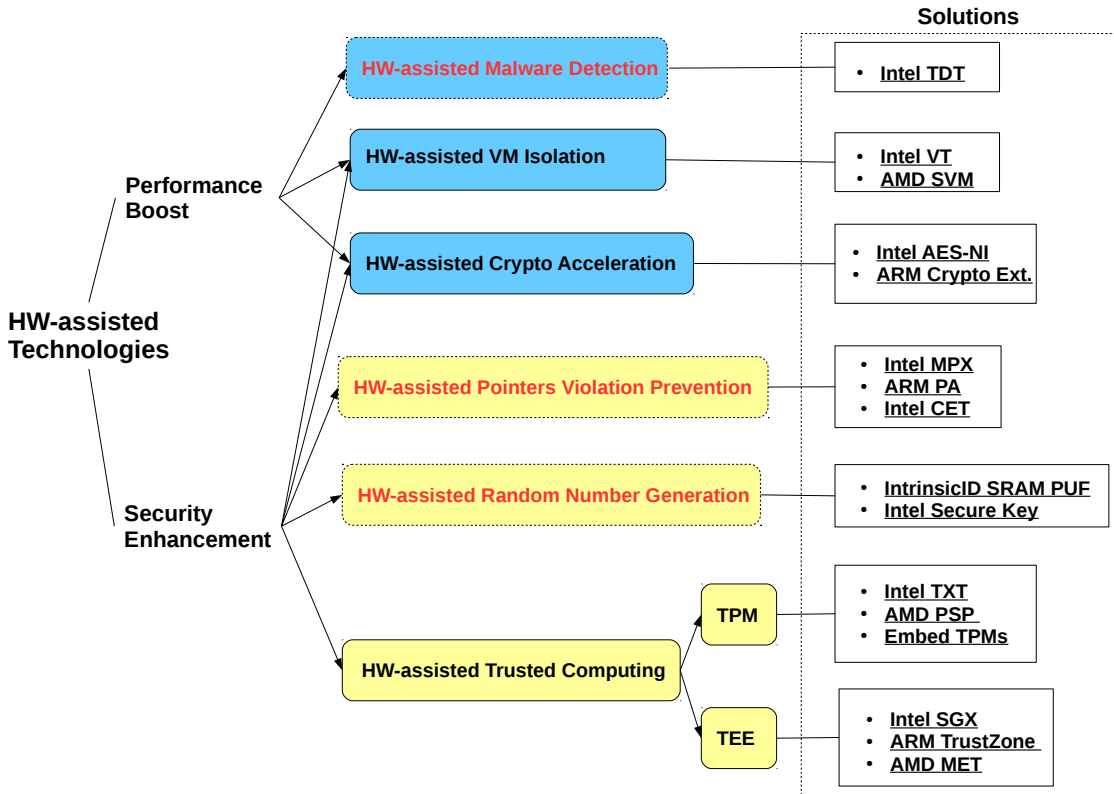 Solutions
HW-assisted Malware Detection
• Intel TDT
HW-assisted VM Isolation
• Intel VT
• AMD SVM
Performance
Boost
HW-assisted Crypto Acceleration
• Intel AES-NI
• ARM Crypto Ext.
HW-assisted
Technologies
HW-assisted Pointers Violation Prevention
• Intel MPX
• ARM PA
• Intel CET
HW-assisted Random Number Generation
• IntrinsicID SRAM PUF
• Intel Secure Key
Security
Enhancement
HW-assisted Trusted Computing
TPM
• Intel TXT
• AMD PSP
• Embed TPMs
TEE
• Intel SGX
• ARM TrustZone
• AMD MET